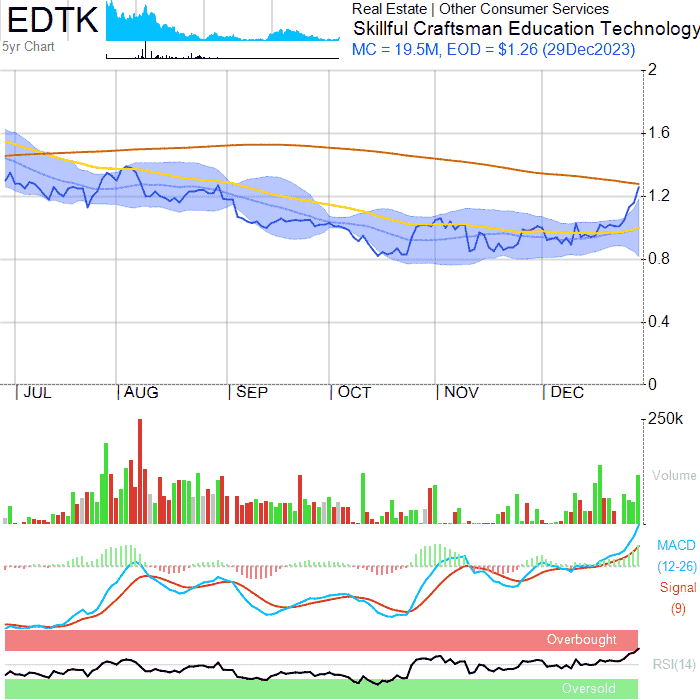 EDTK
5yr Chart
Real Estate | Other Consumer Services
Skillful Craftsman Education Technology
MC = 19.5M, EOD = $1.26 (29Dec2023)
2
1.6
1.2
0.8
0.4
0
JUL AUG SEP OCT NOV DEC
250k
Volume
MACD
(12-26)
Signal
(9)
Overbought
RSI(14)
Oversold